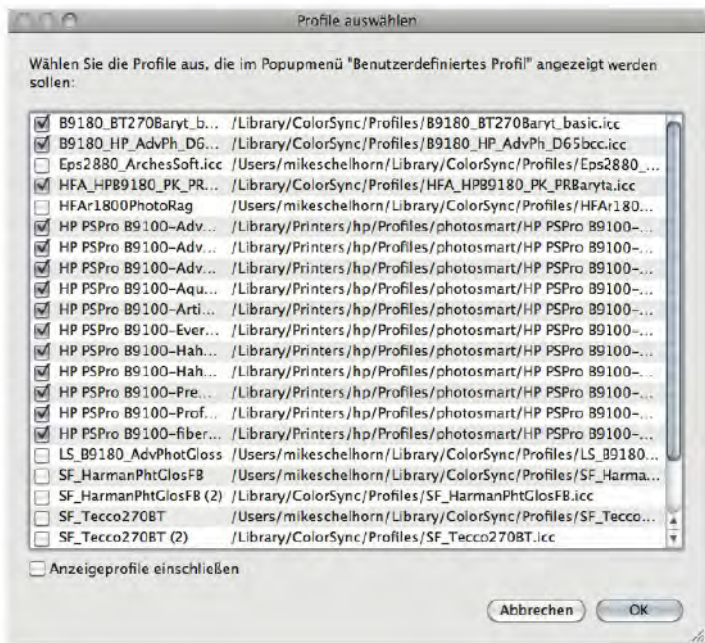 Profile auswählen
Wählen Sie die Profile aus, die im Popupmenü "Benutzerdefiniertes Profil" angezeigt werden
sollen:
B9180_BT270Baryt_b... /Library/ColorSync/Profiles/B9180_BT270Baryt_basic.icc
B9180_HP_AdvPh_D6... /Library/ColorSync/Profiles/B9180_HP_AdvPh_D65bcc.icc
Eps2880_ArchesSoft.icc /Users/mikeschelhorn/Library/ColorSync/Profiles/Eps2880_...
HFA_HPB9180_PK_PR... /Library/ColorSync/Profiles/HFA_HPB9180_PK_PRBaryta.icc
HFAr1800PhotoRag /Users/mikeschelhorn/Library/ColorSync/Profiles/HFAr180...
HP PSPro B9100-Adv... /Library/Printers/hp/Profiles/photosmart/HP PSPro B9100-...
HP PSPro B9100-Adv... /Library/Printers/hp/Profiles/photosmart/HP PSPro B9100-...
HP PSPro B9100-Adv... /Library/Printers/hp/Profiles/photosmart/HP PSPro B9100-...
HP PSPro B9100-Aqu... /Library/Printers/hp/Profiles/photosmart/HP PSPro B9100-...
HP PSPro B9100-Arti... /Library/Printers/hp/Profiles/photosmart/HP PSPro B9100-...
HP PSPro B9100-Ever... /Library/Printers/hp/Profiles/photosmart/HP PSPro B9100-...
HP PSPro B9100-Hah... /Library/Printers/hp/Profiles/photosmart/HP PSPro B9100-...
HP PSPro B9100-Hah... /Library/Printers/hp/Profiles/photosmart/HP PSPro B9100-...
HP PSPro B9100-Pre... /Library/Printers/hp/Profiles/photosmart/HP PSPro B9100-...
HP PSPro B9100-Prof... /Library/Printers/hp/Profiles/photosmart/HP PSPro B9100-...
HP PSPro B9100-fiber... /Library/Printers/hp/Profiles/photosmart/HP PSPro B9100-...
LS_B9180_AdvPhotGloss /Users/mikeschelhorn/Library/ColorSync/Profiles/LS_B9180...
SF_HarmanPhtGlosFB /Users/mikeschelhorn/Library/ColorSync/Profiles/SF_Harma...
SF_HarmanPhtGlosFB (2) /Library/ColorSync/Profiles/SF_HarmanPhtGlosFB.icc
SF_Tecco270BT /Users/mikeschelhorn/Library/ColorSync/Profiles/SF_Tecco...
SF_Tecco270BT (2) /Library/ColorSync/Profiles/SF_Tecco270BT.icc
Anzeigeprofile einschließen
Abbrechen OK